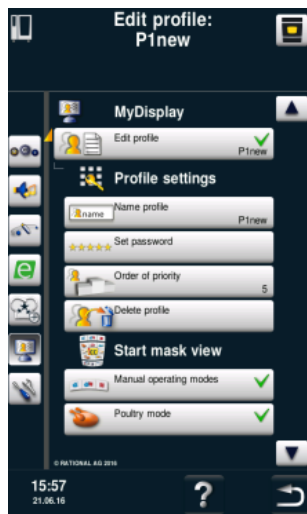 Edit profile:
P1new
MyDisplay
Edit profile
P1new
Profile settings
name
Name profile
P1new
Set password
Order of priority
5
Delete profile
Start mask view
Manual operating modes
Poultry mode
© RATIONAL AG 2016
15:57
21.06.16
?